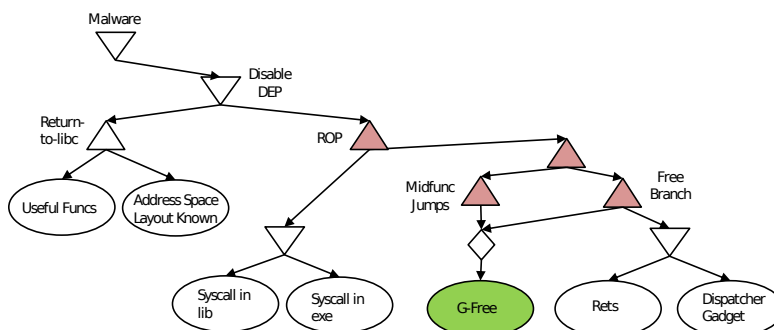 Malware
Disable
DEP
Return-
to-libc
ROP
Useful Funcs
Address Space
Layout Known
Midfunc
Jumps
Free
Branch
Syscall in
lib
Syscall in
exe
G-Free
Rets
Dispatcher
Gadget